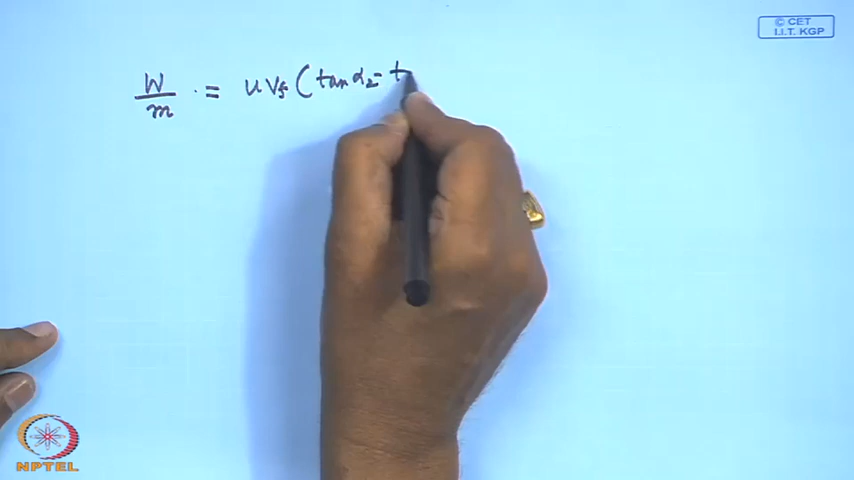 © CET
I.I.T. KGP
W/m = u Vf (tan α2 - t
NPTEL